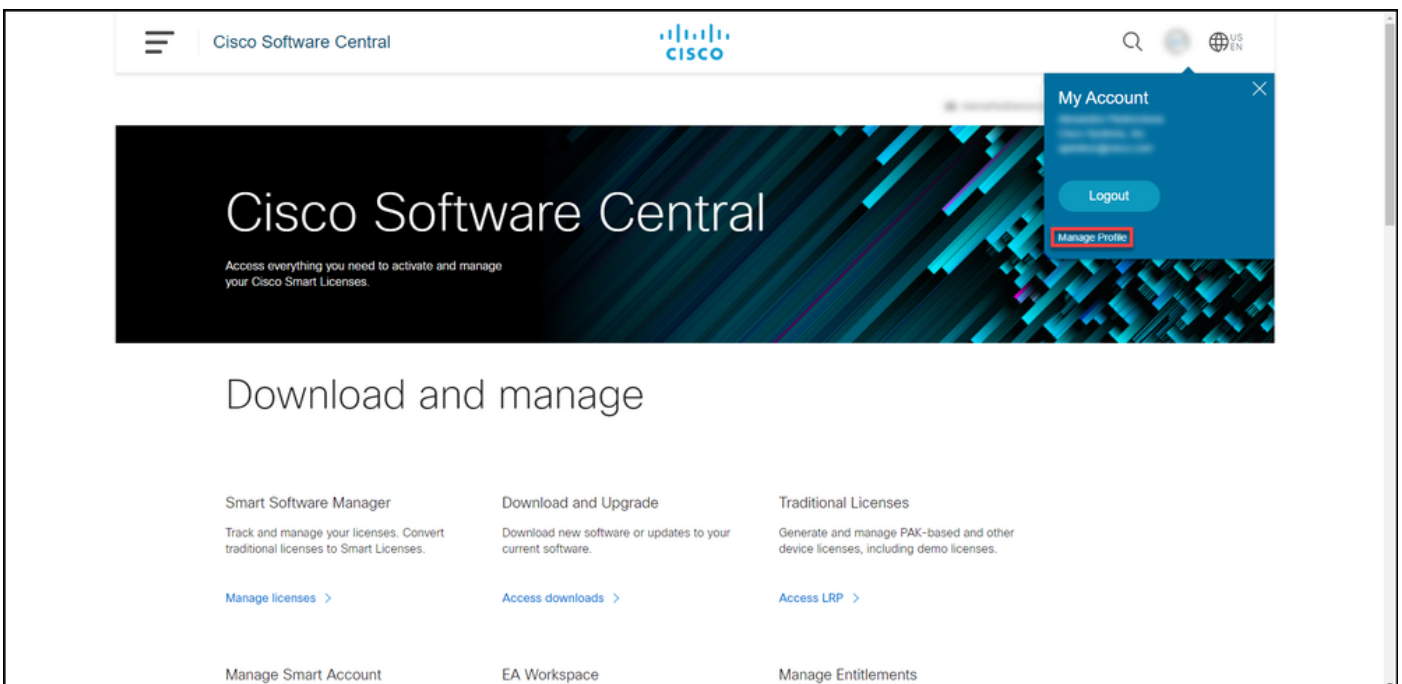 Cisco Software Central
CISCO
US
EN
My Account
Logout
Manage Profile
Cisco Software Central
Access everything you need to activate and manage
your Cisco Smart Licenses.
Download and manage
Smart Software Manager
Track and manage your licenses. Convert
traditional licenses to Smart Licenses.
Manage licenses >
Download and Upgrade
Download new software or updates to your
current software.
Access downloads >
Traditional Licenses
Generate and manage PAK-based and other
device licenses, including demo licenses.
Access LRP >
Manage Smart Account
EA Workspace
Manage Entitlements